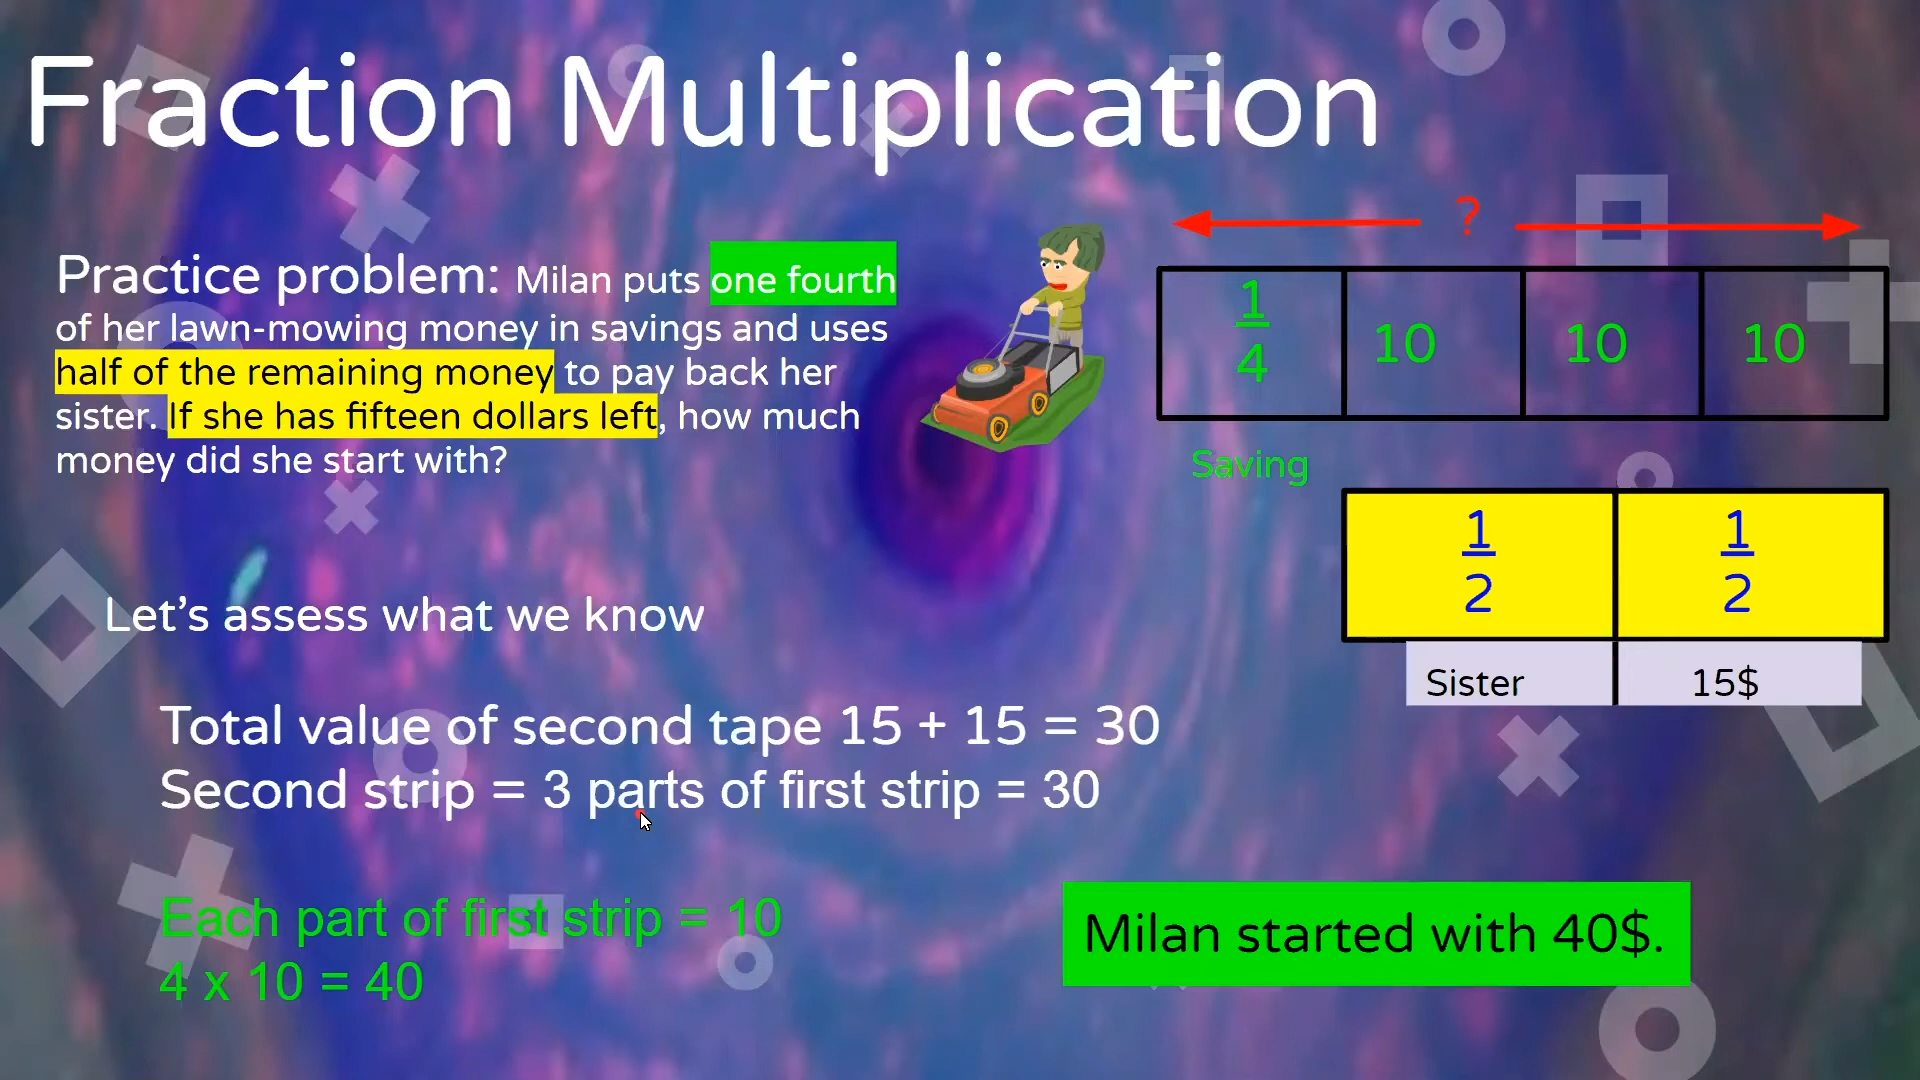 Fraction Multiplication
Practice problem: Milan puts one fourth
of her lawn-mowing money in savings and uses
half of the remaining money to pay back her
sister. If she has fifteen dollars left, how much
money did she start with?
?
1
4
10 10 10
Saving
1
2
1
2
Sister 15$
Let's assess what we know
Total value of second tape 15 + 15 = 30
Second strip = 3 parts of first strip = 30
Each part of first strip = 10
4 x 10 = 40
Milan started with 40$.